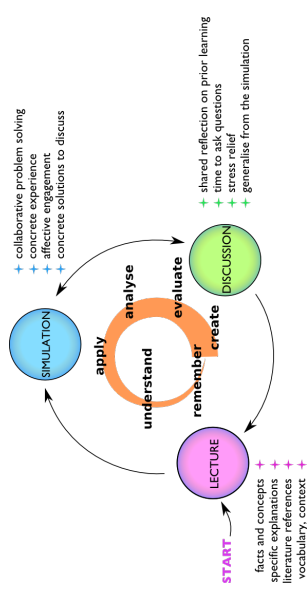 collaborative problem solving
concrete experience
affective engagement
concrete solutions to discuss
SIMULATION
shared reflection on prior learning
time to ask questions
stress relief
generalise from the simulation
DISCUSSION
apply
analyse
evaluate
create
understand
remember
LECTURE
START
facts and concepts
specific explanations
literature references
vocabulary, context